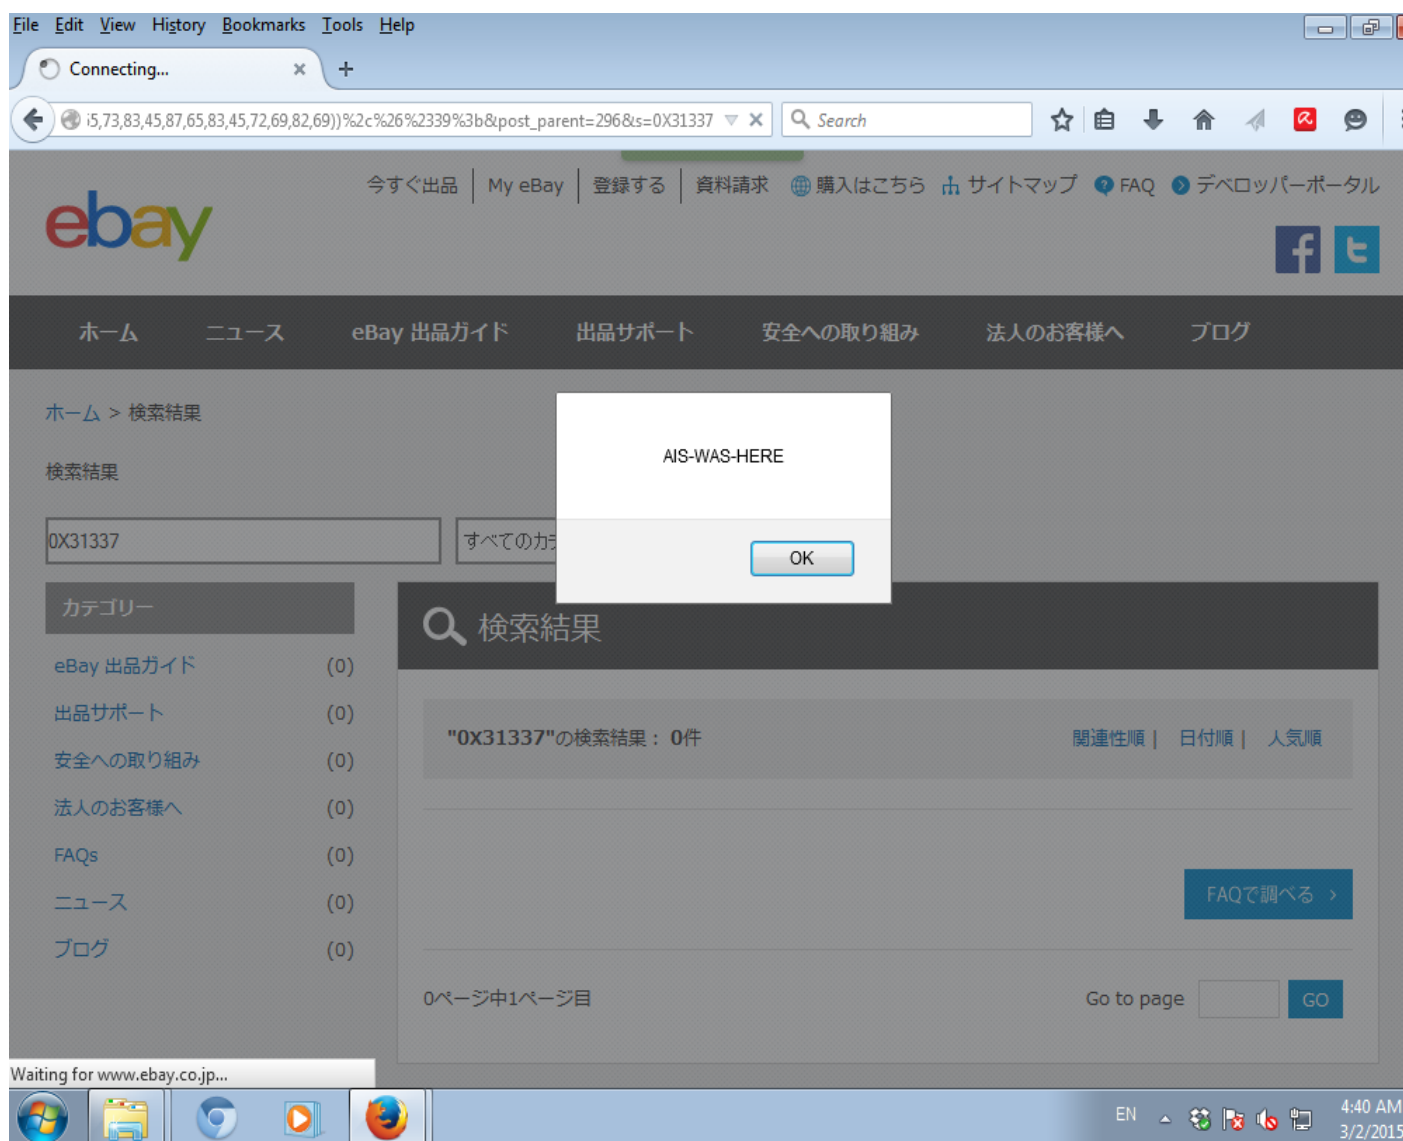 File Edit View History Bookmarks Tools Help
Connecting...
5,73,83,45,87,65,83,45,72,69,82,69))%2c%26%2339%3b&post_parent=296&s=0X31337
Search
今すぐ出品 My eBay 登録する 資料請求 購入はこちら サイトマップ FAQ デベロッパーポータル
ebay
ホーム ニュース eBay 出品ガイド 出品サポート 安全への取り組み 法人のお客様へ ブログ
ホーム > 検索結果
AIS-WAS-HERE
検索結果
0X31337
すべてのカ
OK
カテゴリー
検索結果
eBay 出品ガイド (0)
出品サポート (0)
安全への取り組み (0)
法人のお客様へ (0)
FAQs (0)
ニュース (0)
ブログ (0)
"0X31337"の検索結果： 0件
関連性順 | 日付順 | 人気順
FAQで調べる
0ページ中1ページ目
Go to page GO
Waiting for www.ebay.co.jp...
EN
4:40 AM
3/2/2015